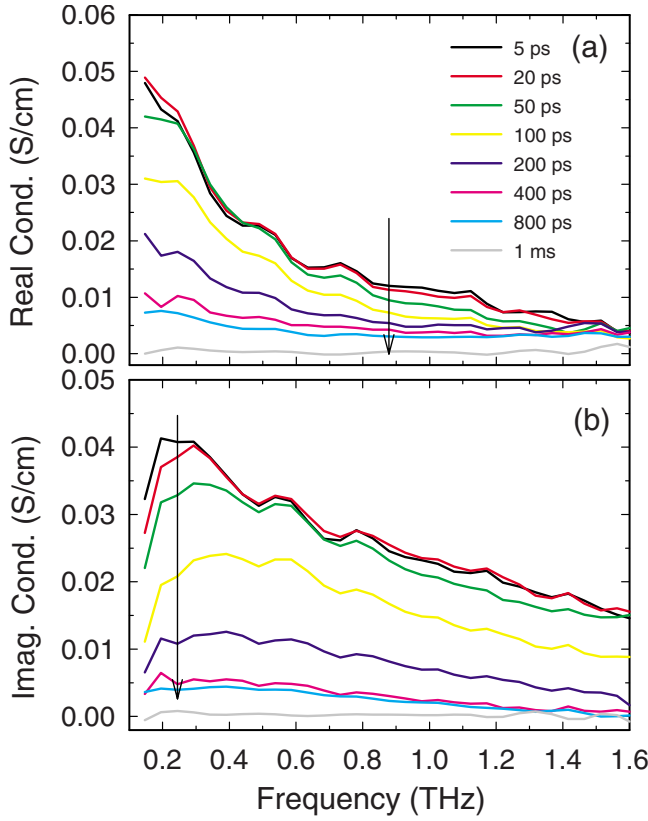 0.06
0.05
0.04
0.03
0.02
0.01
0.00
Real Cond. (S/cm)
(a)
5 ps
20 ps
50 ps
100 ps
200 ps
400 ps
800 ps
1 ms
0.05
0.04
0.03
0.02
0.01
0.00
Imag. Cond. (S/cm)
(b)
0.2 0.4 0.6 0.8 1.0 1.2 1.4 1.6
Frequency (THz)